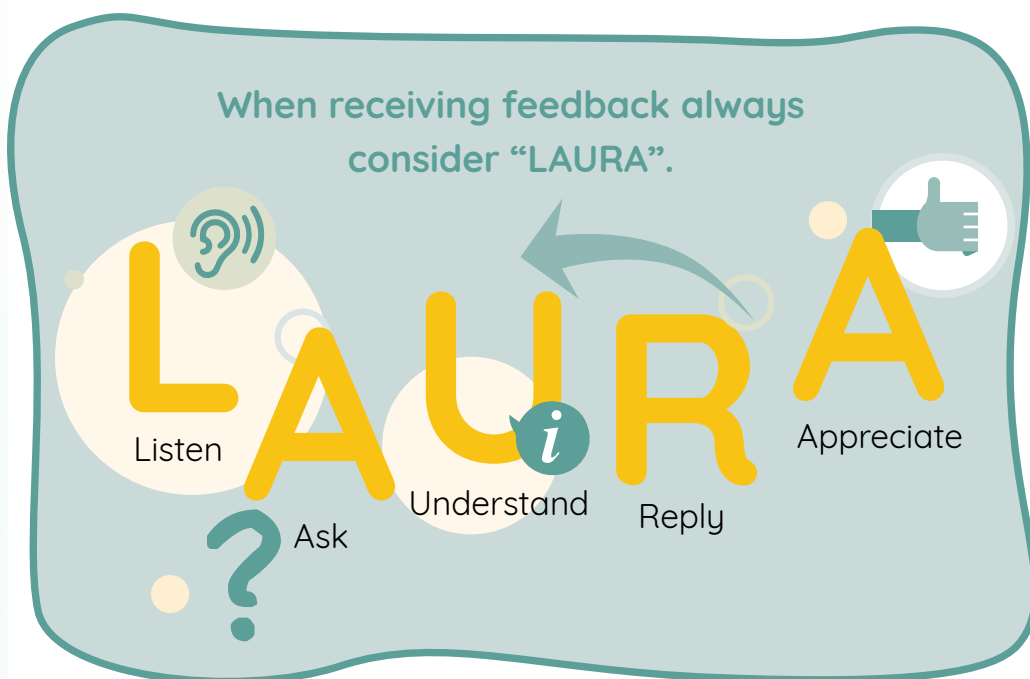 When receiving feedback always
consider “LAURA”.
LAURA
Listen
Ask
Understand
Reply
Appreciate
i